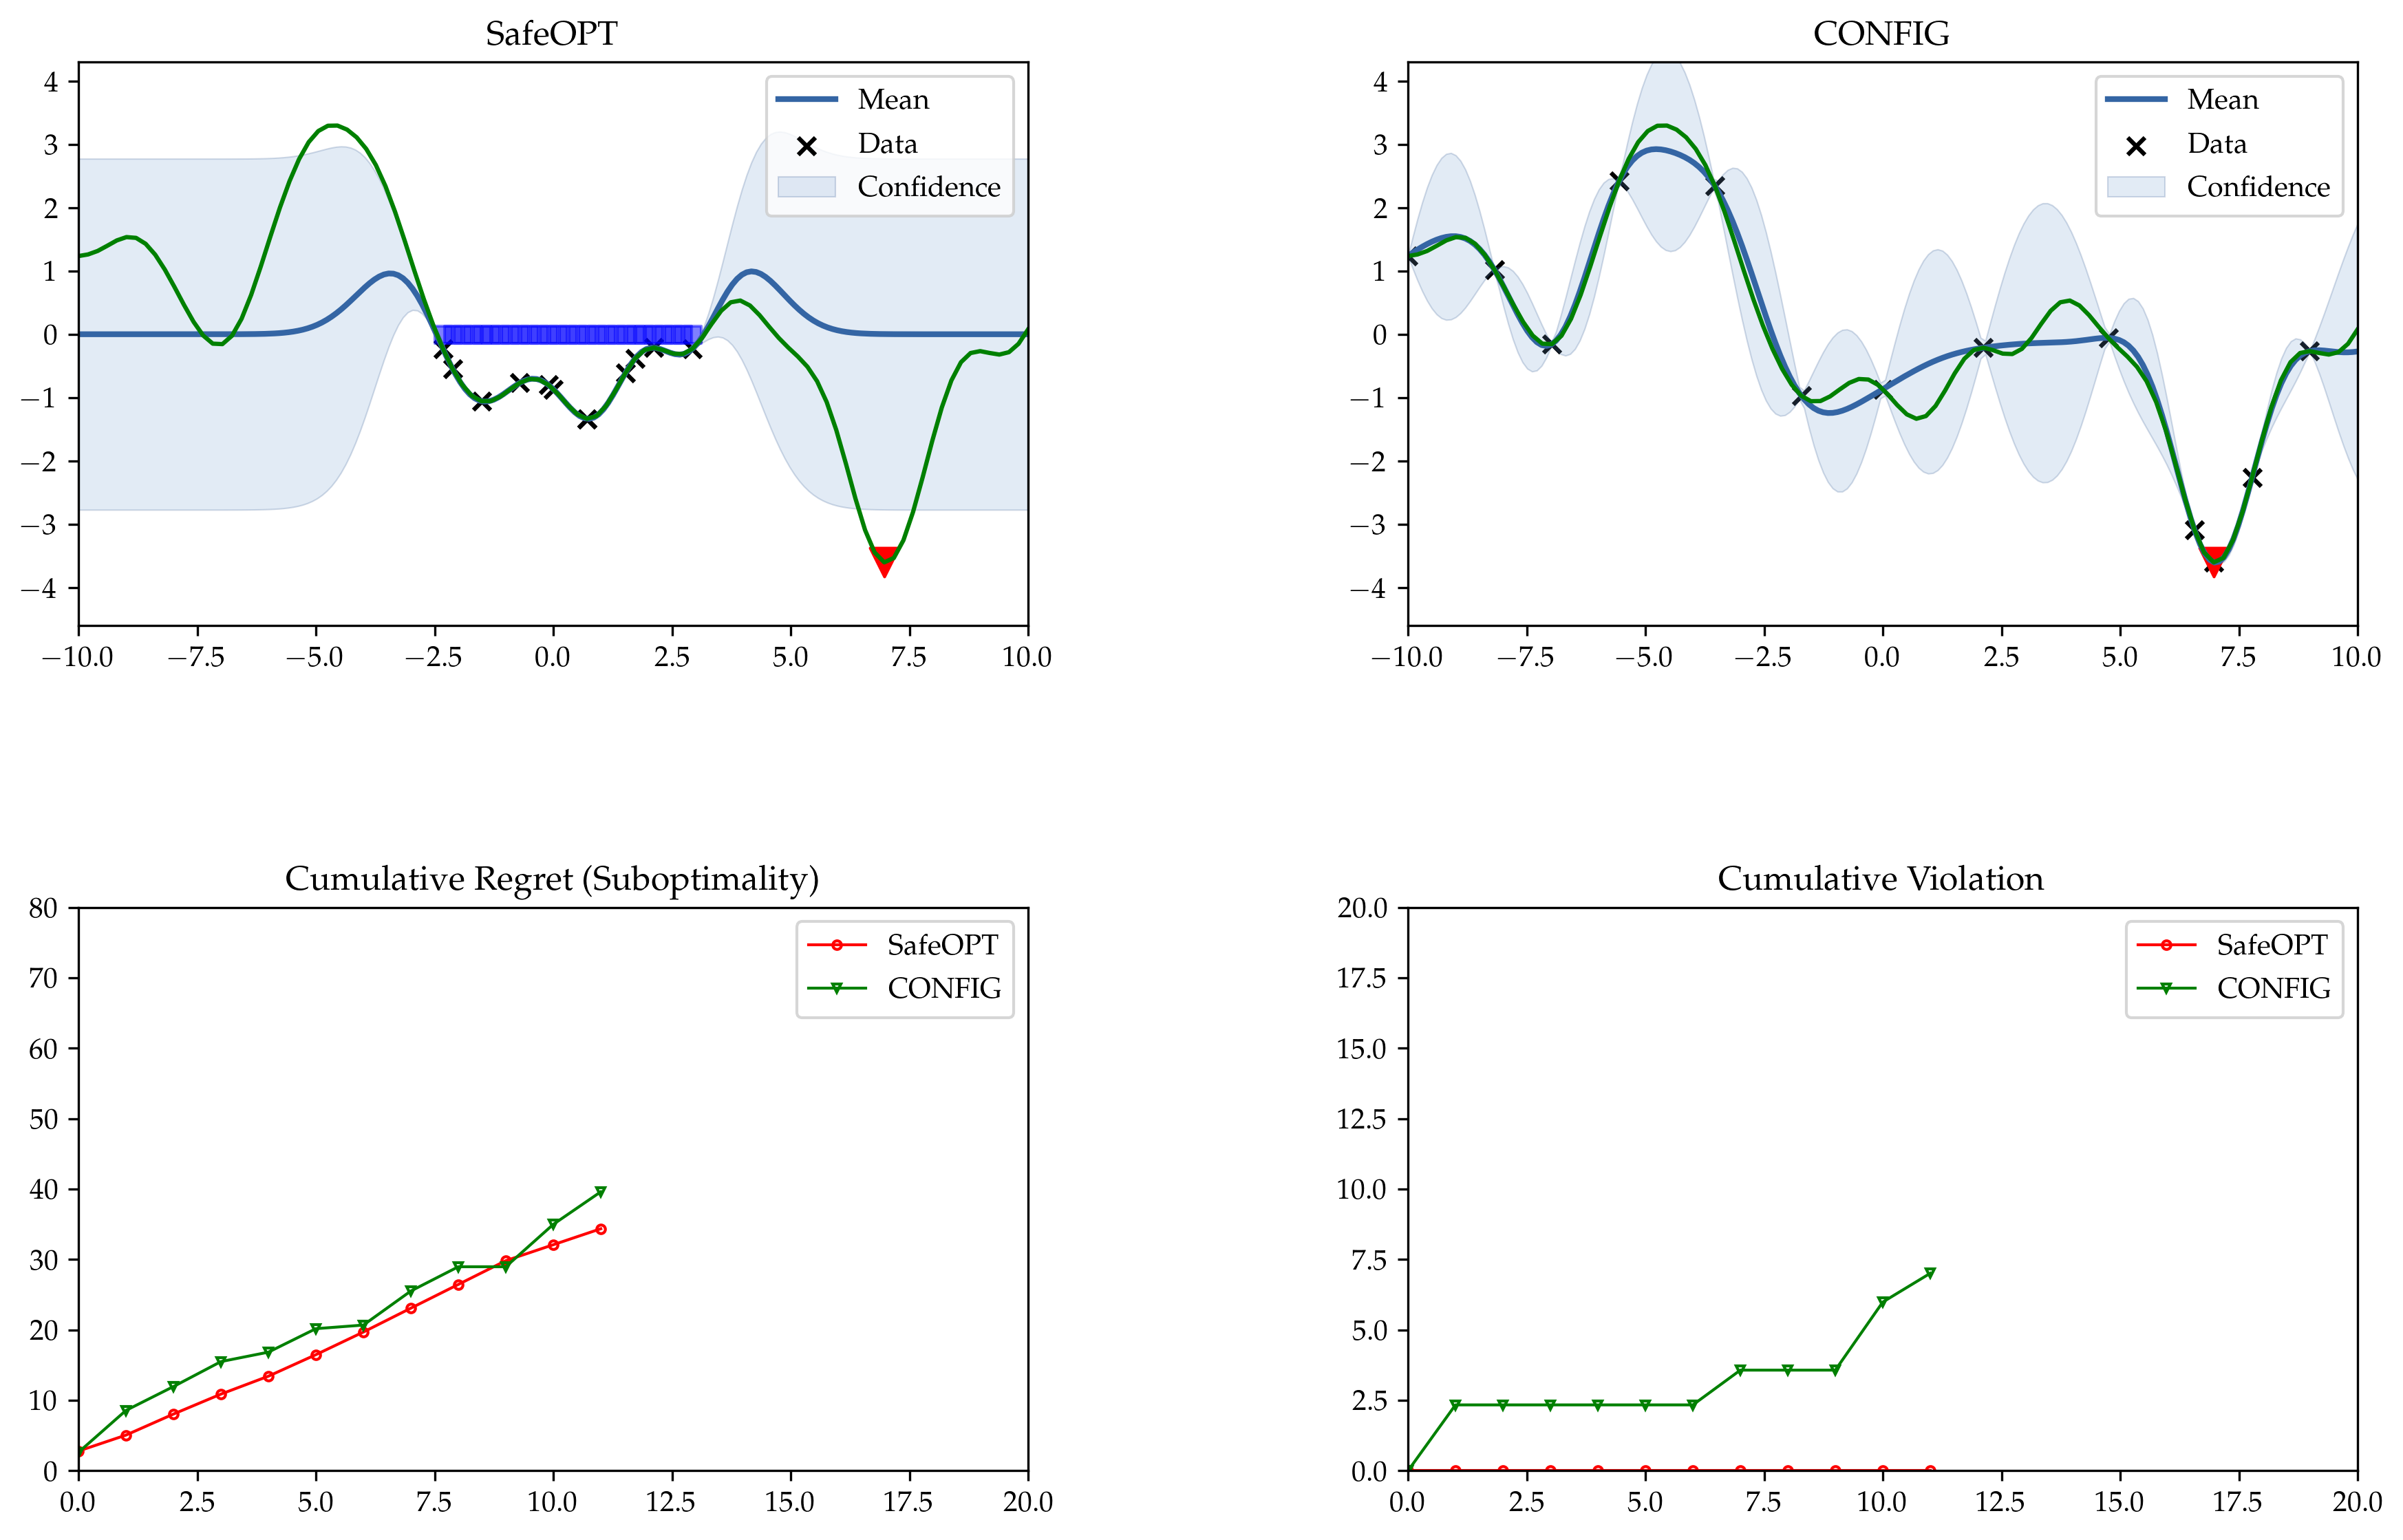 SafeOPT
4
3
2
1
0
−1
−2
−3
−4
−10.0 −7.5 −5.0 −2.5 0.0 2.5 5.0 7.5 10.0
Mean
Data
Confidence
CONFIG
4
3
2
1
0
−1
−2
−3
−4
−10.0 −7.5 −5.0 −2.5 0.0 2.5 5.0 7.5 10.0
Mean
Data
Confidence
Cumulative Regret (Suboptimality)
80
70
60
50
40
30
20
10
0
0.0 2.5 5.0 7.5 10.0 12.5 15.0 17.5 20.0
SafeOPT
CONFIG
Cumulative Violation
20.0
17.5
15.0
12.5
10.0
7.5
5.0
2.5
0.0
0.0 2.5 5.0 7.5 10.0 12.5 15.0 17.5 20.0
SafeOPT
CONFIG